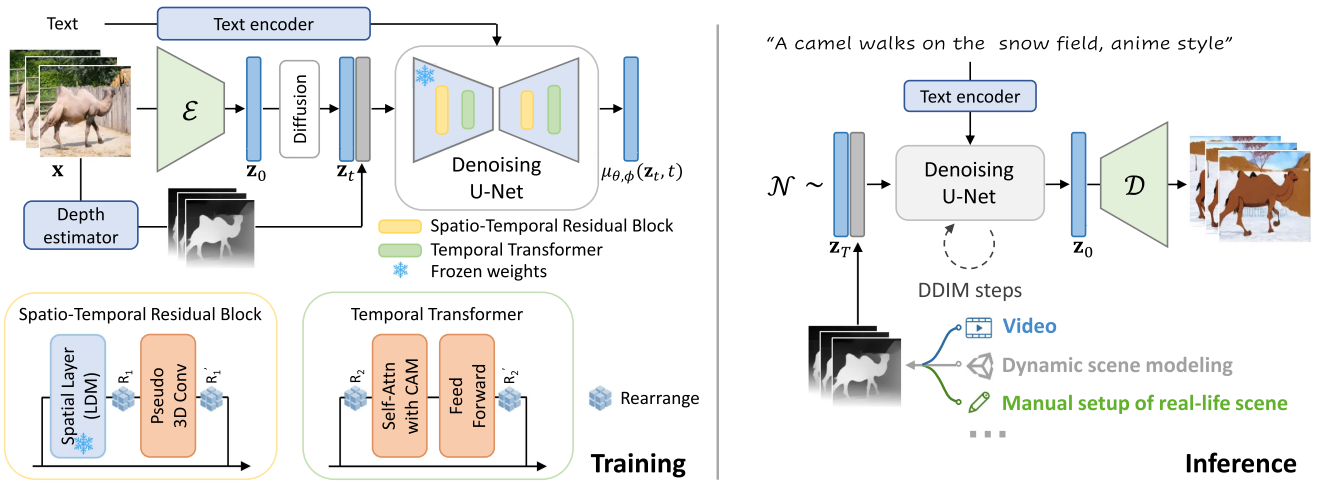 Text
Text encoder
ℰ
Diffusion
x
z₀
zₜ
Denoising
U-Net
μθ,ϕ(zₜ, t)
Depth
estimator
Spatio-Temporal Residual Block
Temporal Transformer
Frozen weights
Spatio-Temporal Residual Block
Spatial Layer
(LDM)
R₁
Pseudo
3D Conv
R₁′
Temporal Transformer
R₂
Self-Attn
with CAM
Feed
Forward
R₂′
Rearrange
Training
“A camel walks on the snow field, anime style”
Text encoder
𝒩 ~
z_T
Denoising
U-Net
DDIM steps
z₀
𝒟
Video
Dynamic scene modeling
Manual setup of real-life scene
...
Inference